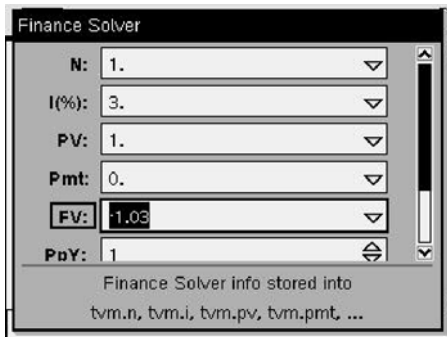 Finance Solver
N: 1.
I(%): 3.
PV: 1.
Pmt: 0.
FV: -1.03
PpY: 1
Finance Solver info stored into
tvm.n, tvm.i, tvm.pv, tvm.pmt, ...